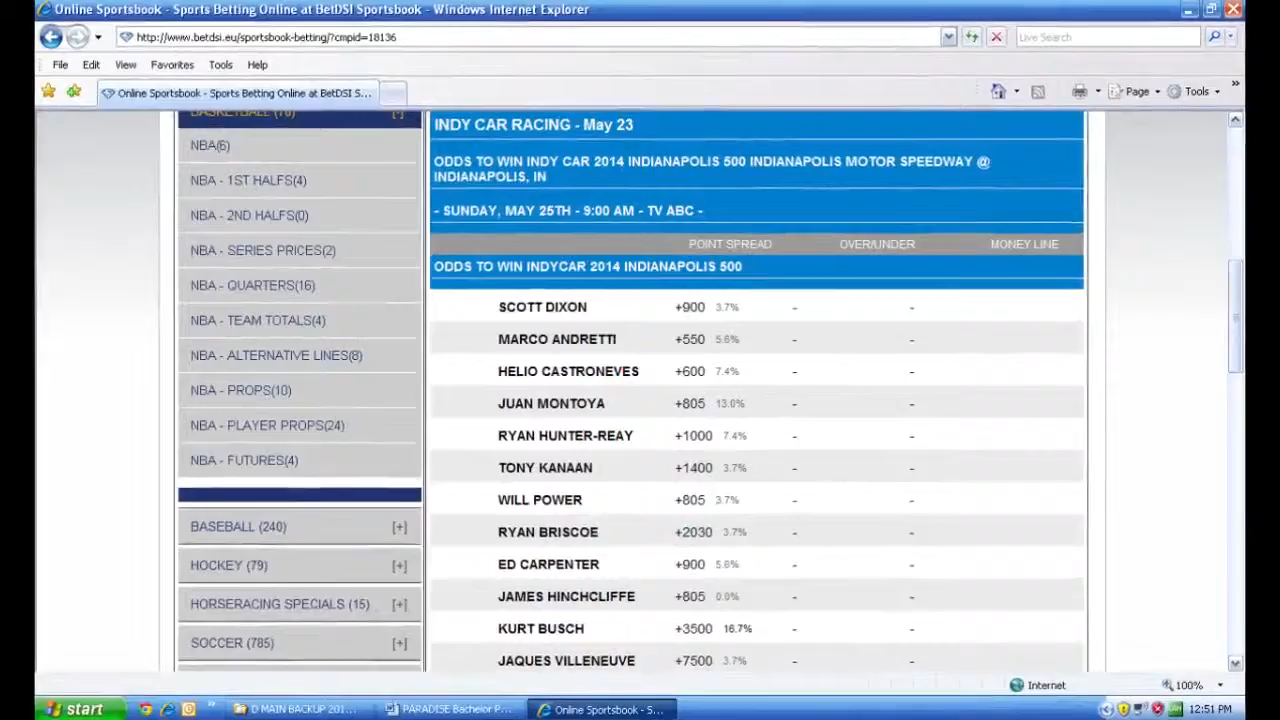 Online Sportsbook - Sports Betting Online at BetDSI Sportsbook - Windows Internet Explorer
http://www.betdsi.eu/sportsbook-betting/?cmpid=18136
Live Search
File Edit View Favorites Tools Help
Online Sportsbook - Sports Betting Online at BetDSI S...
Page Tools
BASKETBALL (76) [-]
NBA(6)
NBA - 1ST HALFS(4)
NBA - 2ND HALFS(0)
NBA - SERIES PRICES(2)
NBA - QUARTERS(16)
NBA - TEAM TOTALS(4)
NBA - ALTERNATIVE LINES(8)
NBA - PROPS(10)
NBA - PLAYER PROPS(24)
NBA - FUTURES(4)
BASEBALL (240) [+]
HOCKEY (79) [+]
HORSERACING SPECIALS (15) [+]
SOCCER (785) [+]
INDY CAR RACING - May 23
ODDS TO WIN INDY CAR 2014 INDIANAPOLIS 500 INDIANAPOLIS MOTOR SPEEDWAY @
INDIANAPOLIS, IN
- SUNDAY, MAY 25TH - 9:00 AM - TV ABC -
POINT SPREAD OVER/UNDER MONEY LINE
ODDS TO WIN INDYCAR 2014 INDIANAPOLIS 500
SCOTT DIXON +900 3.7% - -
MARCO ANDRETTI +550 5.6% - -
HELIO CASTRONEVES +600 7.4% - -
JUAN MONTOYA +805 13.0% - -
RYAN HUNTER-REAY +1000 7.4% - -
TONY KANAAN +1400 3.7% - -
WILL POWER +805 3.7% - -
RYAN BRISCOE +2030 3.7% - -
ED CARPENTER +900 5.6% - -
JAMES HINCHCLIFFE +805 0.0% - -
KURT BUSCH +3500 16.7% - -
JAQUES VILLENEUVE +7500 3.7% - -
Internet 100%
start D MAIN BACKUP 201... PARADISE Bachelor P... Online Sportsbook - S... 12:51 PM